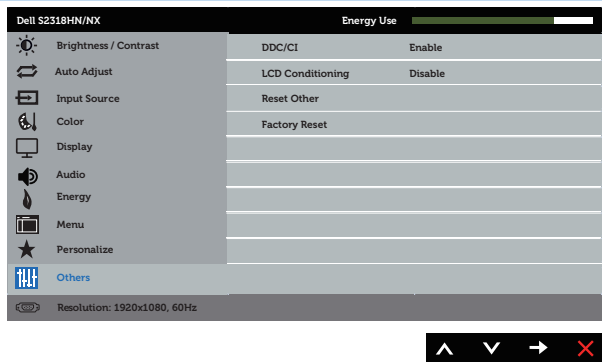 Dell S2318HN/NX Energy Use
Brightness / Contrast
Auto Adjust
Input Source
Color
Display
Audio
Energy
Menu
Personalize
Others
DDC/CI Enable
LCD Conditioning Disable
Reset Other
Factory Reset
Resolution: 1920x1080, 60Hz